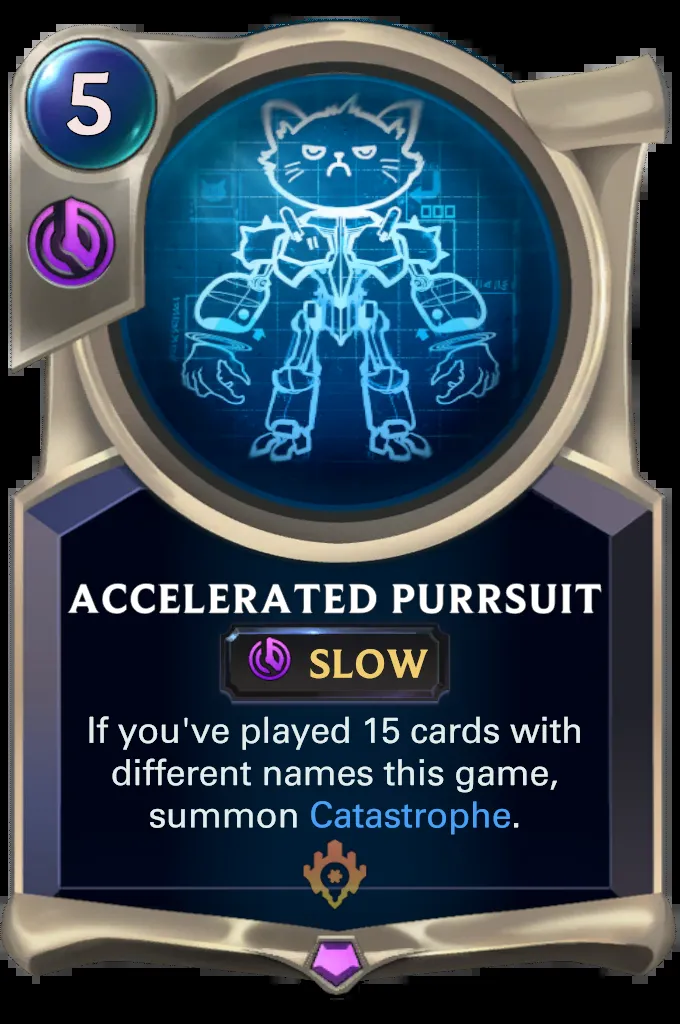 5
ACCELERATED PURRSUIT
SLOW
If you've played 15 cards with
different names this game,
summon Catastrophe.